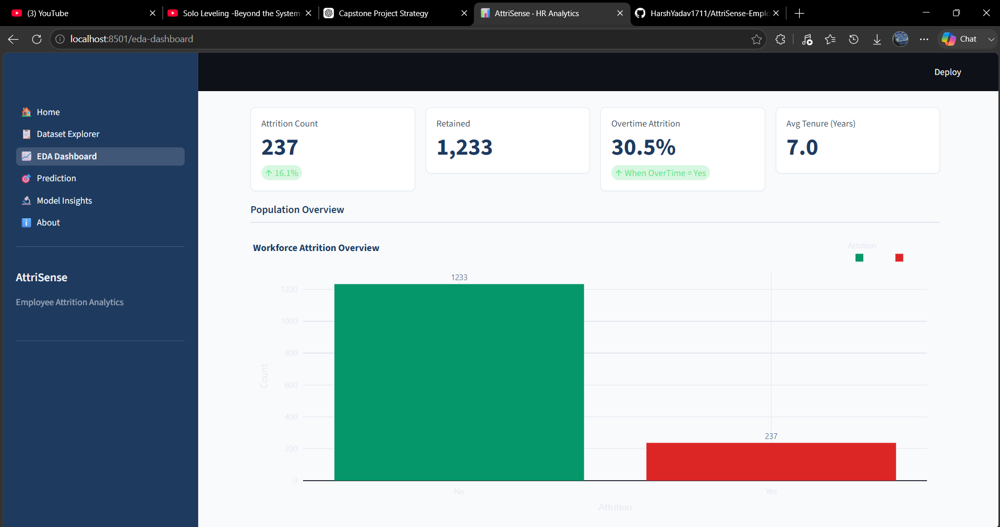 (3) YouTube
Solo Leveling -Beyond the System-
Capstone Project Strategy
AttriSense · HR Analytics
HarshYadav1711/AttriSense-Emplo
localhost:8501/eda-dashboard
Chat
Deploy
Home
Dataset Explorer
EDA Dashboard
Prediction
Model Insights
About
AttriSense
Employee Attrition Analytics
Attrition Count
237
↑ 16.1%
Retained
1,233
Overtime Attrition
30.5%
↑ When OverTime = Yes
Avg Tenure (Years)
7.0
Population Overview
Workforce Attrition Overview
Attrition
1233
1200
1000
800
600
400
200
0
Count
237
No
Yes
Attrition